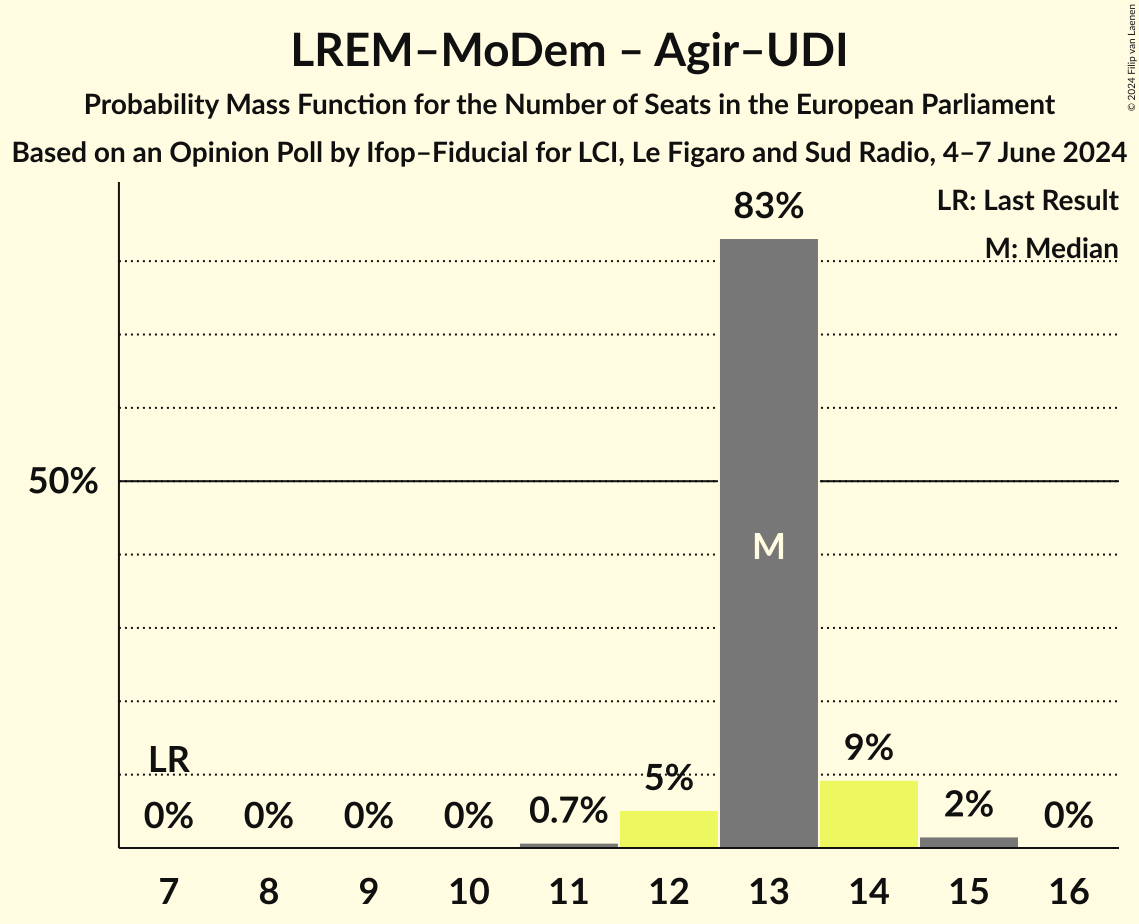 LREM–MoDem – Agir–UDI
Probability Mass Function for the Number of Seats in the European Parliament
Based on an Opinion Poll by Ifop–Fiducial for LCI, Le Figaro and Sud Radio, 4–7 June 2024
© 2024 Filip van Laenen
LR: Last Result
M: Median
83%
50%
M
LR
0%
0%
0%
0%
0.7%
5%
9%
2%
0%
7 8 9 10 11 12 13 14 15 16